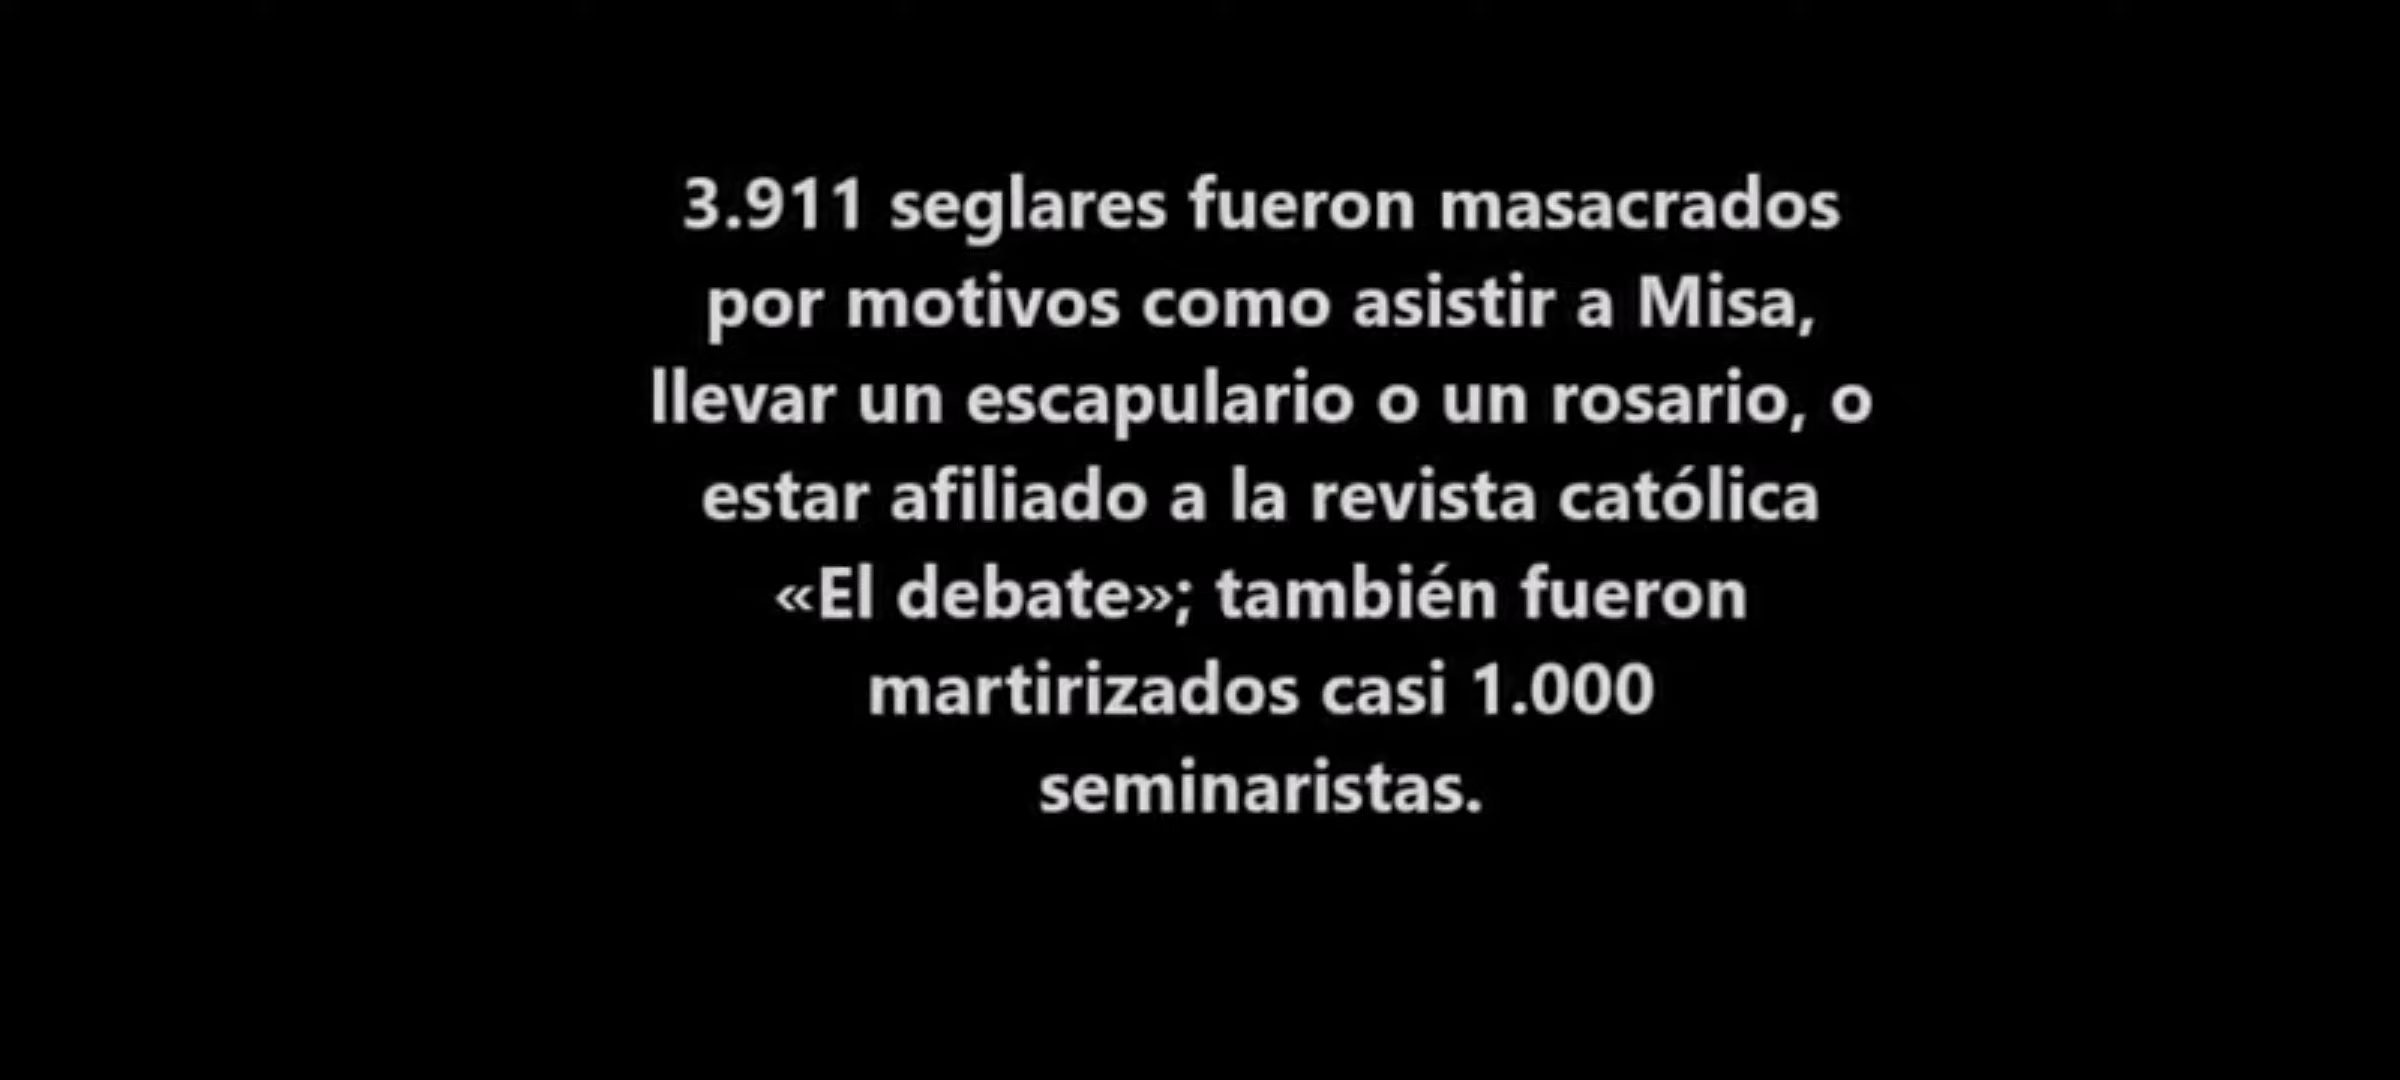 3.911 seglares fueron masacrados
por motivos como asistir a Misa,
llevar un escapulario o un rosario, o
estar afiliado a la revista católica
«El debate»; también fueron
martirizados casi 1.000
seminaristas.